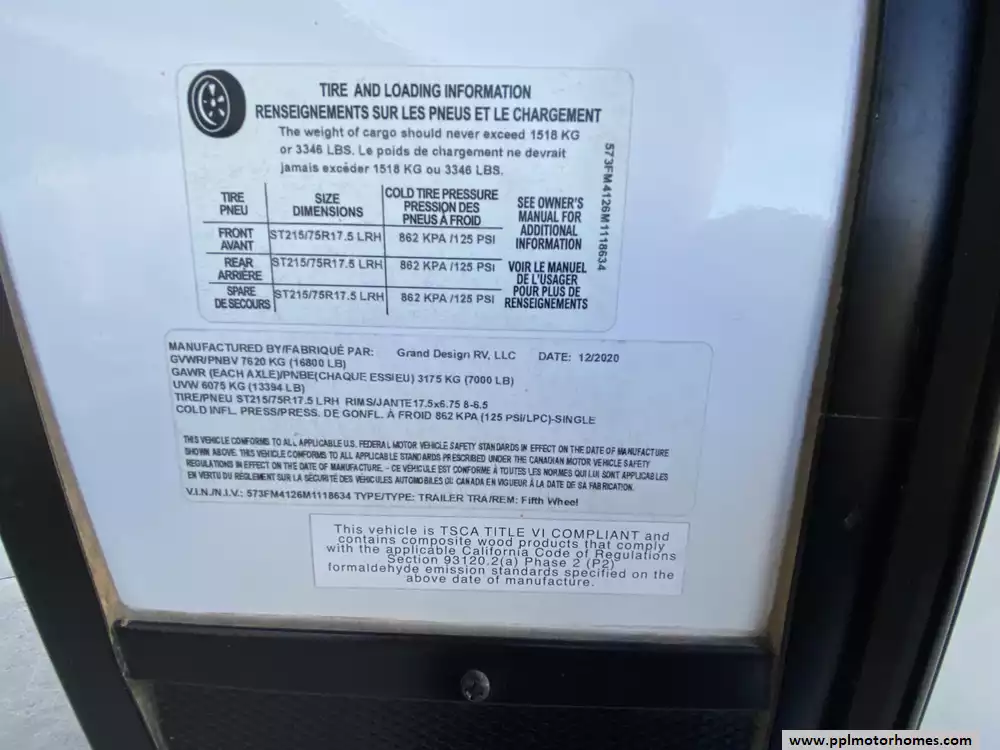 TIRE AND LOADING INFORMATION
RENSEIGNEMENTS SUR LES PNEUS ET LE CHARGEMENT
The weight of cargo should never exceed 1518 KG
or 3346 LBS. Le poids de chargement ne devrait
jamais excéder 1518 KG ou 3346 LBS.
TIRE PNEU SIZE DIMENSIONS COLD TIRE PRESSURE PRESSION DES PNEUS À FROID
FRONT AVANT ST215/75R17.5 LRH 862 KPA /125 PSI
REAR ARRIÈRE ST215/75R17.5 LRH 862 KPA /125 PSI
SPARE DE SECOURS ST215/75R17.5 LRH 862 KPA /125 PSI
SEE OWNER'S
MANUAL FOR
ADDITIONAL
INFORMATION
VOIR LE MANUEL
DE L'USAGER
POUR PLUS DE
RENSEIGNEMENTS
573FM4126M1118634
MANUFACTURED BY/FABRIQUÉ PAR: Grand Design RV, LLC DATE: 12/2020
GVWR/PNBV 7620 KG (16800 LB)
GAWR (EACH AXLE)/PNBE(CHAQUE ESSIEU) 3175 KG (7000 LB)
UVW 6075 KG (13394 LB)
TIRE/PNEU ST215/75R17.5 LRH RIMS/JANTE 17.5x6.75 8-6.5
COLD INFL. PRESS/PRESS. DE GONFL. À FROID 862 KPA (125 PSI/LPC)-SINGLE
THIS VEHICLE CONFORMS TO ALL APPLICABLE U.S. FEDERAL MOTOR VEHICLE SAFETY STANDARDS IN EFFECT ON THE DATE OF MANUFACTURE
SHOWN ABOVE. THIS VEHICLE CONFORMS TO ALL APPLICABLE STANDARDS PRESCRIBED UNDER THE CANADIAN MOTOR VEHICLE SAFETY
REGULATIONS IN EFFECT ON THE DATE OF MANUFACTURE. - CE VÉHICULE EST CONFORME À TOUTES LES NORMES QUI LUI SONT APPLICABLES
EN VERTU DU RÈGLEMENT SUR LA SÉCURITÉ DES VÉHICULES AUTOMOBILES DU CANADA EN VIGUEUR À LA DATE DE SA FABRICATION.
V.I.N./N.I.V.: 573FM4126M1118634 TYPE/TYPE: TRAILER TRA/REM: Fifth Wheel
This vehicle is TSCA TITLE VI COMPLIANT and
contains composite wood products that comply
with the applicable California Code of Regulations
Section 93120.2(a) Phase 2 (P2)
formaldehyde emission standards specified on the
above date of manufacture.
www.pplmotorhomes.com